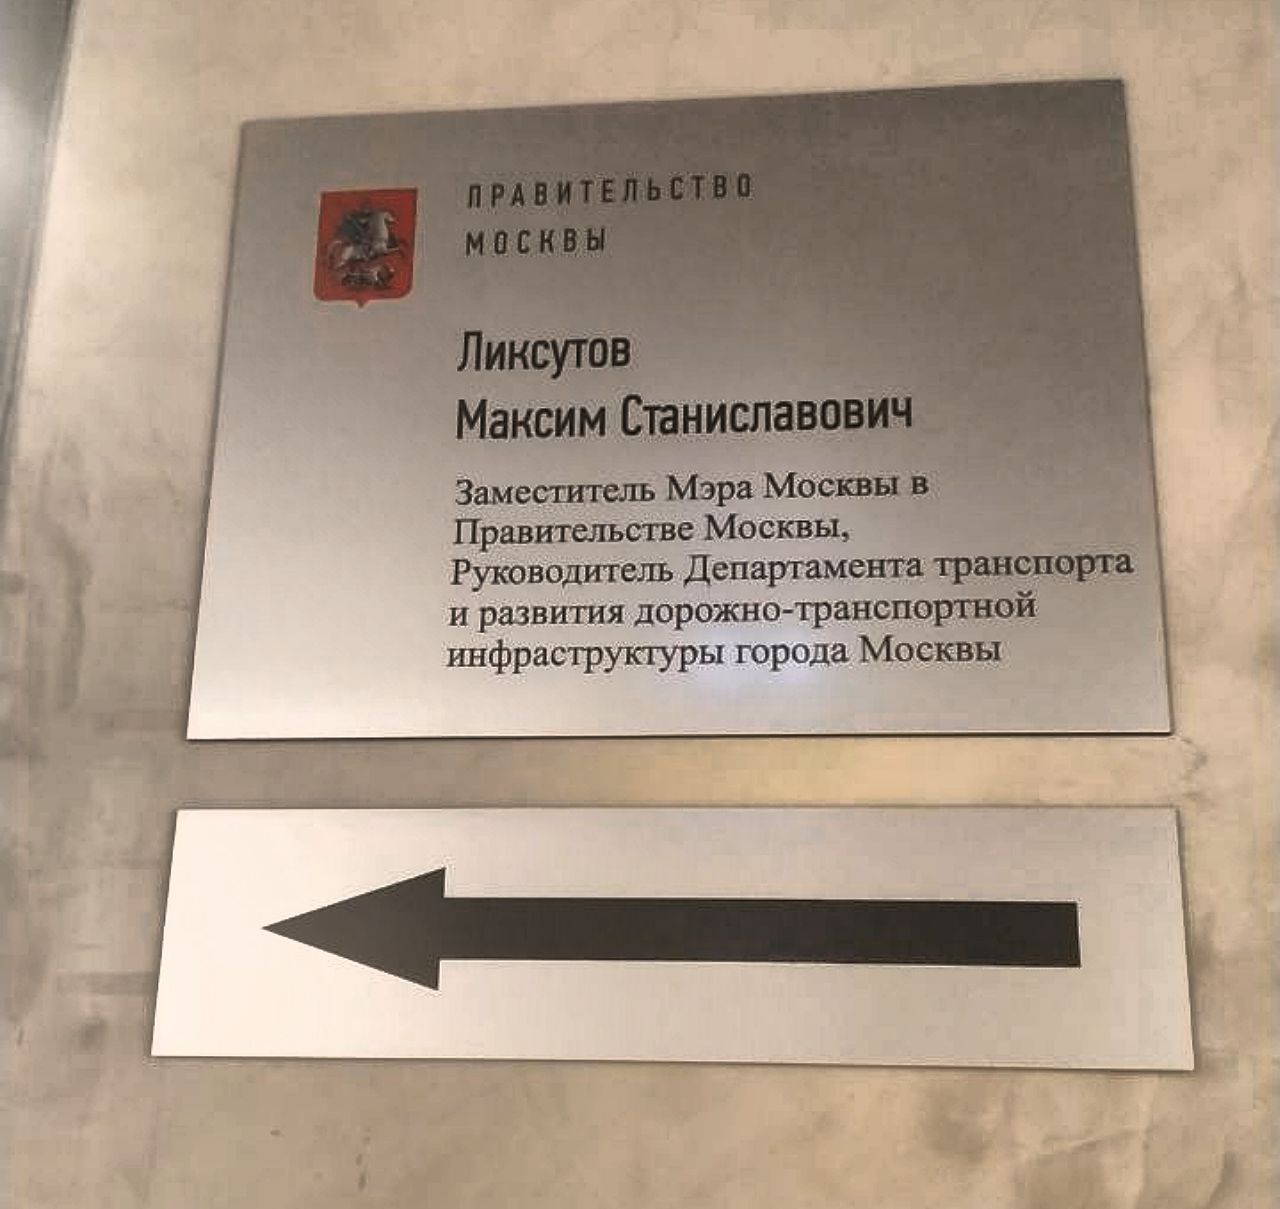 ПРАВИТЕЛЬСТВО
МОСКВЫ
Ликсутов
Максим Станиславович
Заместитель Мэра Москвы в
Правительстве Москвы,
Руководитель Департамента транспорта
и развития дорожно-транспортной
инфраструктуры города Москвы